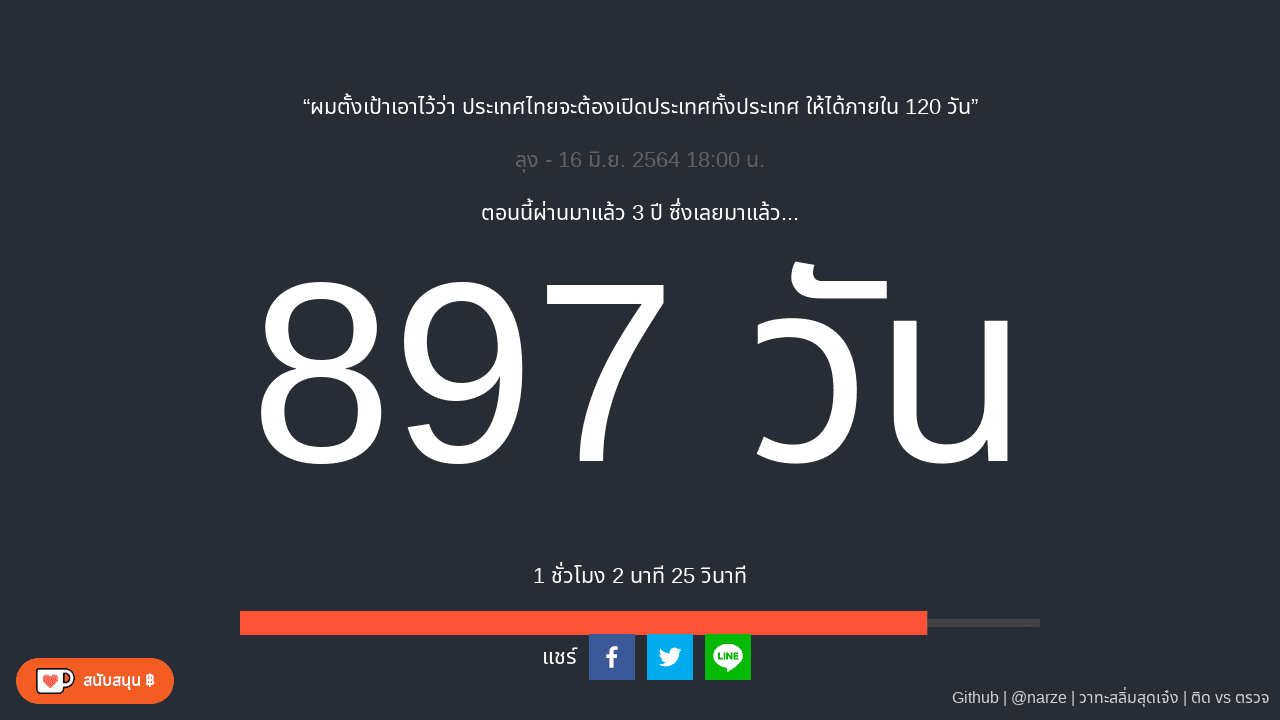 “ผมตั้งเป้าเอาไว้ว่า ประเทศไทยจะต้องเปิดประเทศทั้งประเทศ ให้ได้ภายใน 120 วัน”
ลุง - 16 มิ.ย. 2564 18:00 น.
ตอนนี้ผ่านมาแล้ว 3 ปี ซึ่งเลยมาแล้ว...
897 วัน
1 ชั่วโมง 2 นาที 25 วินาที
แชร์
LINE
สนับสนุน ฿
Github | @narze | วาทะสลิ่มสุดเจ๋ง | ติด vs ตรวจ